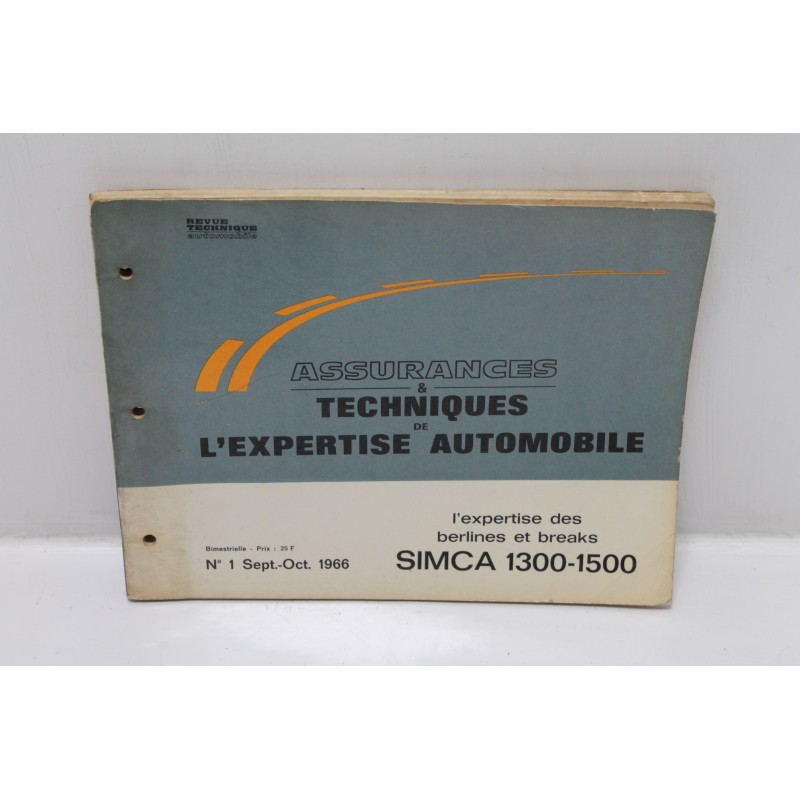 REVUE
TECHNIQUE
automobile
ASSURANCES
&
TECHNIQUES
DE
L'EXPERTISE AUTOMOBILE
l'expertise des
berlines et breaks
Bimestrielle - Prix : 25 F
N° 1 Sept.-Oct. 1966
SIMCA 1300-1500